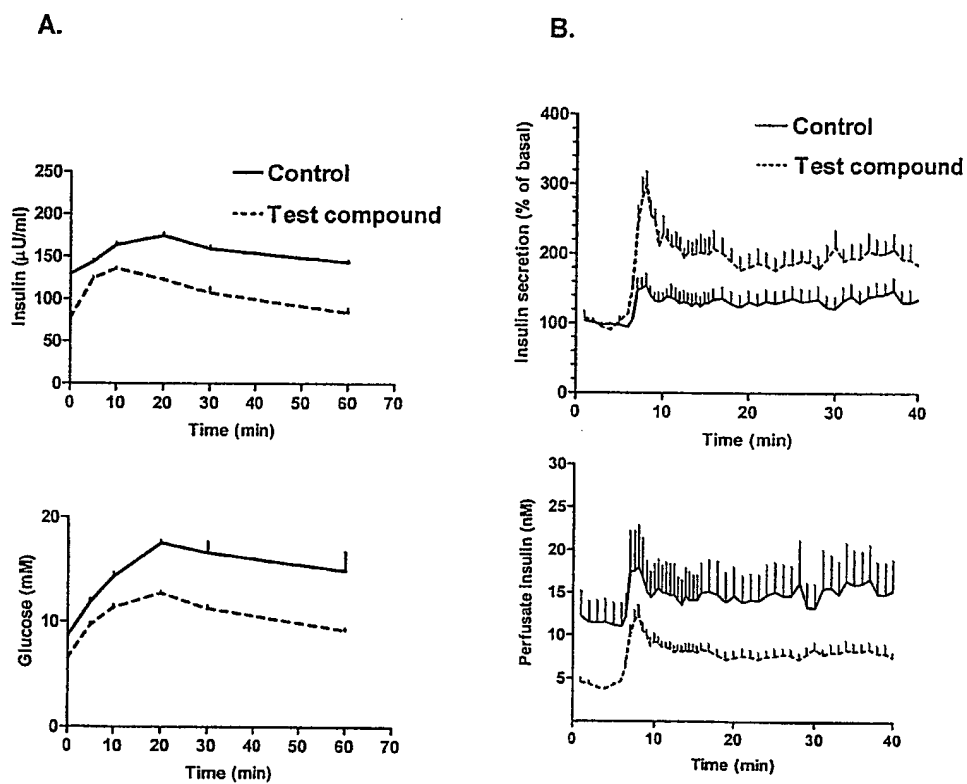 A.
Insulin (µU/ml)
250
200
150
100
50
0
Control
Test compound
0 10 20 30 40 50 60 70
Time (min)
Glucose (mM)
20
10
0
0 10 20 30 40 50 60 70
Time (min)
B.
Insulin secretion (% of basal)
400
300
200
100
0
Control
Test compound
0 10 20 30 40
Time (min)
Perfusate Insulin (nM)
30
25
20
15
10
5
0 10 20 30 40
Time (min)